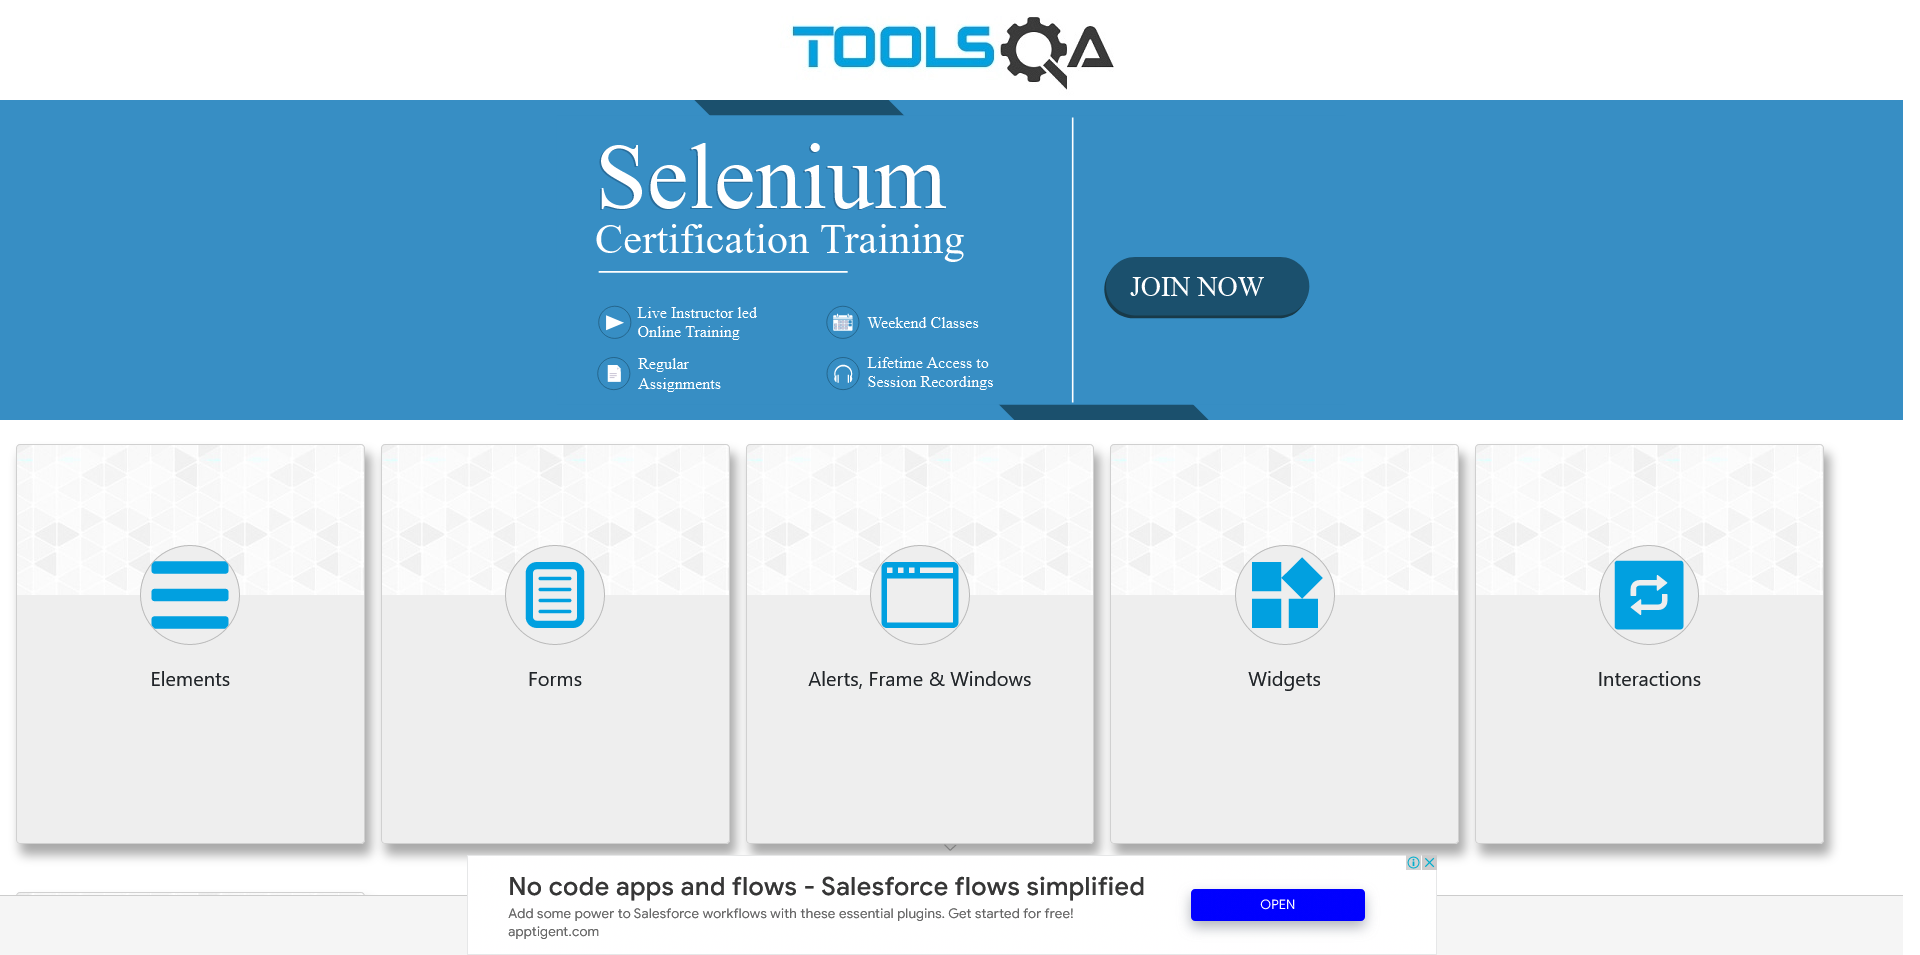 TOOLSQA
Selenium
Certification Training
JOIN NOW
Live Instructor led
Online Training
Weekend Classes
Regular
Assignments
Lifetime Access to
Session Recordings
Elements
Forms
Alerts, Frame & Windows
Widgets
Interactions
No code apps and flows - Salesforce flows simplified
Add some power to Salesforce workflows with these essential plugins. Get started for free!
apptigent.com
OPEN